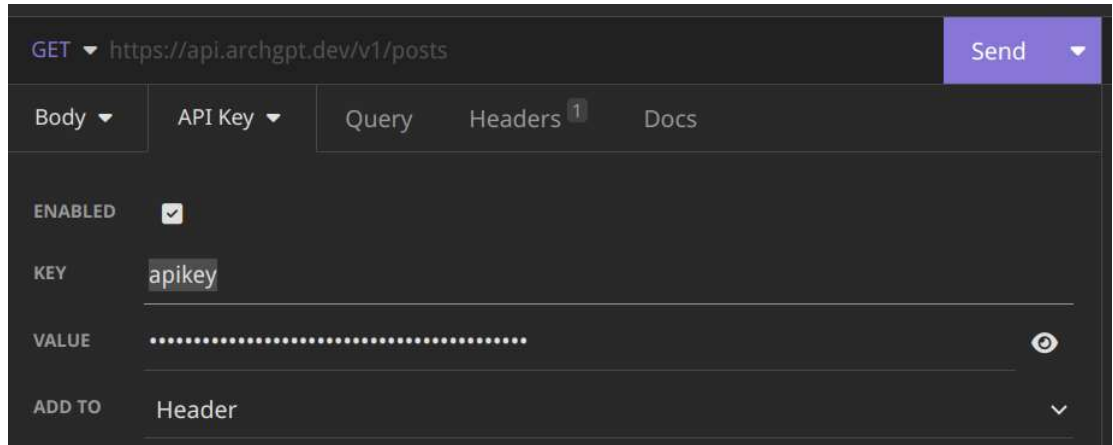 GET https://api.archgpt.dev/v1/posts Send
Body API Key Query Headers 1 Docs
ENABLED
KEY apikey
VALUE ••••••••••••••••••••••••••••••••••••••••••
ADD TO Header